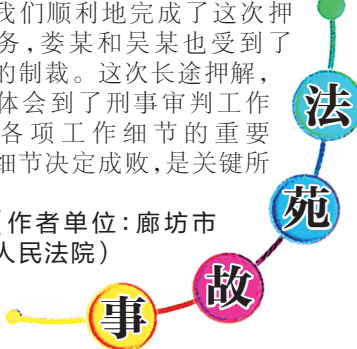 我们顺利地完成了这次押
务，娄某和吴某也受到了
的制裁。这次长途押解，
体会到了刑事审判工作
各项工作细节的重要
细节决定成败，是关键所
（作者单位：廊坊市
人民法院）
法
苑
故
事